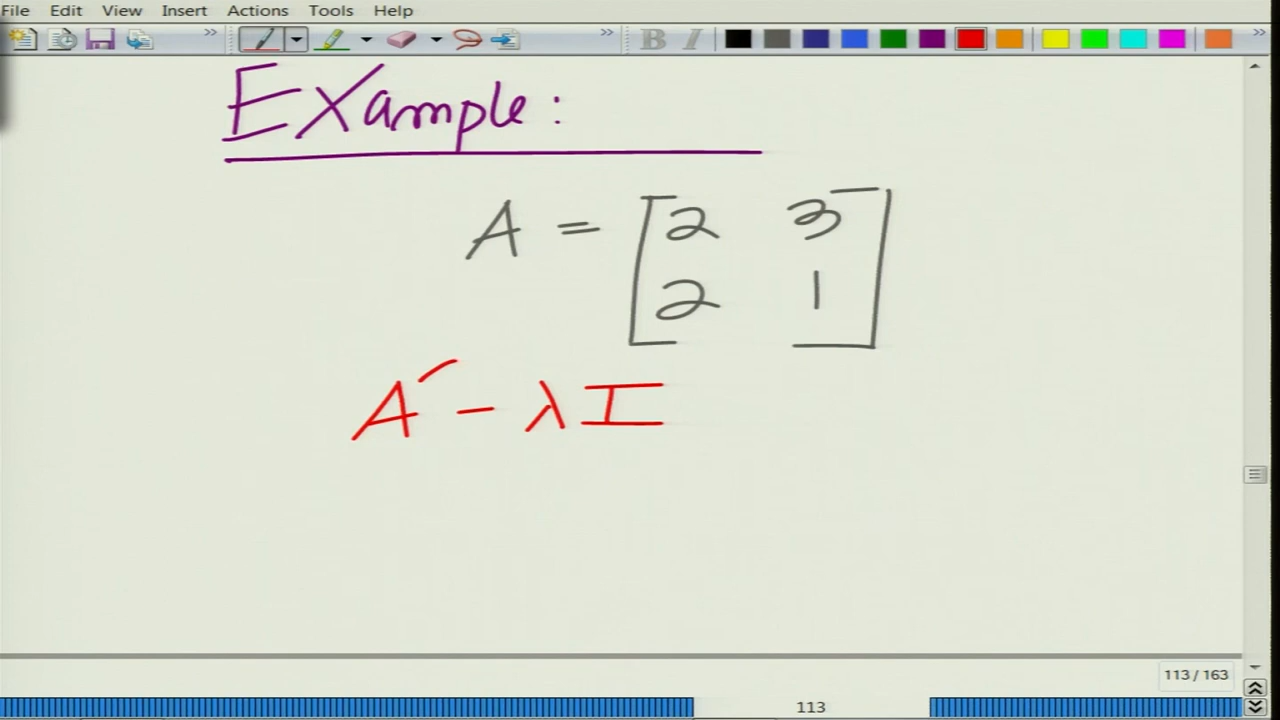 File Edit View Insert Actions Tools Help
B I
Example:
A = [2 3
2 1]
A - λI
113 / 163
113